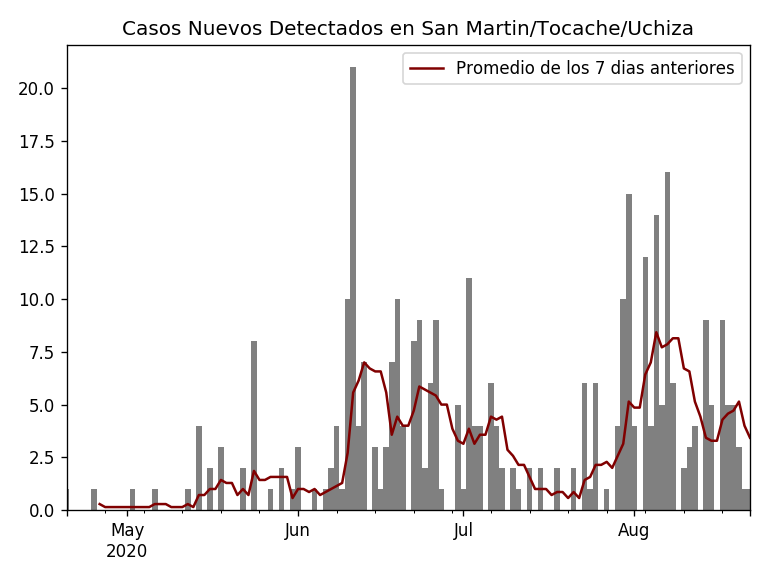 Casos Nuevos Detectados en San Martin/Tocache/Uchiza
Promedio de los 7 dias anteriores
20.0
17.5
15.0
12.5
10.0
7.5
5.0
2.5
0.0
May
Jun
Jul
Aug
2020